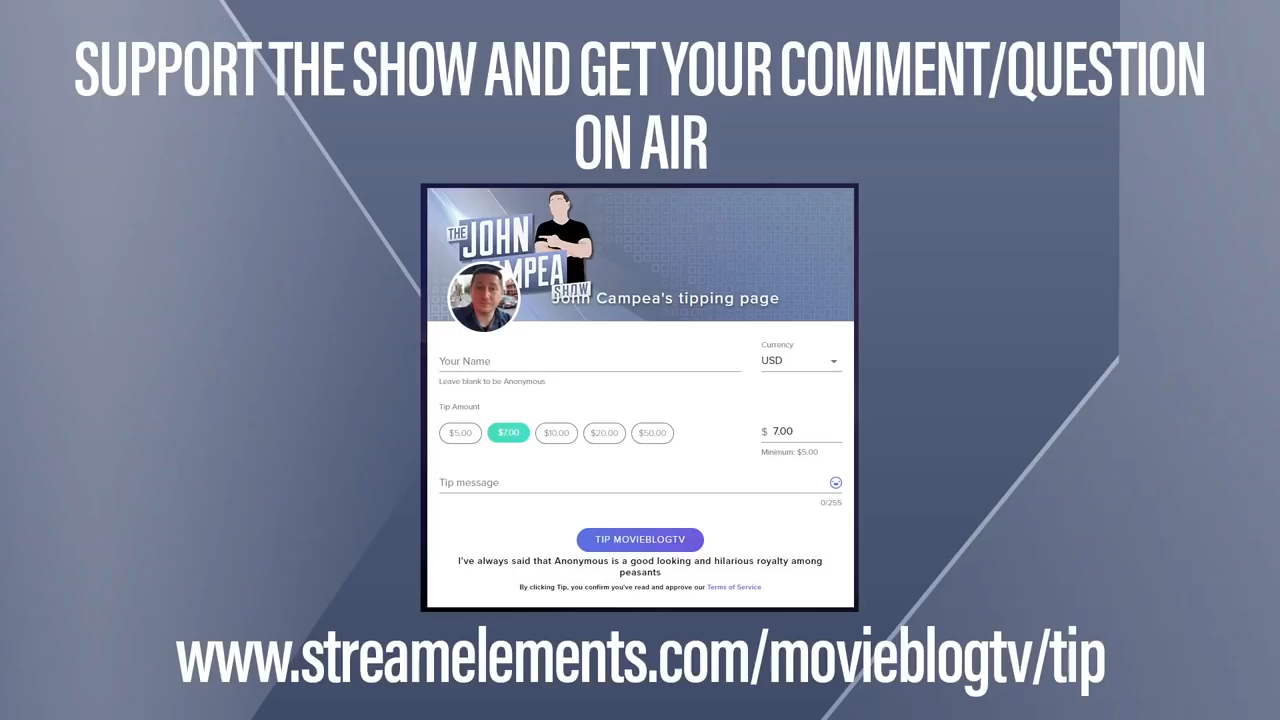 SUPPORT THE SHOW AND GET YOUR COMMENT/QUESTION
ON AIR
THE
JOHN
SHOW
John Campea's tipping page
Currency
Your Name
USD
Leave blank to be Anonymous
Tip Amount
$5.00 $7.00 $10.00 $20.00 $50.00
$ 7.00
Minimum: $5.00
Tip message
0/255
TIP MOVIEBLOGTV
I've always said that Anonymous is a good looking and hilarious royalty among
peasants
By clicking Tip, you confirm you've read and approve our Terms of Service
www.streamelements.com/movieblogtv/tip